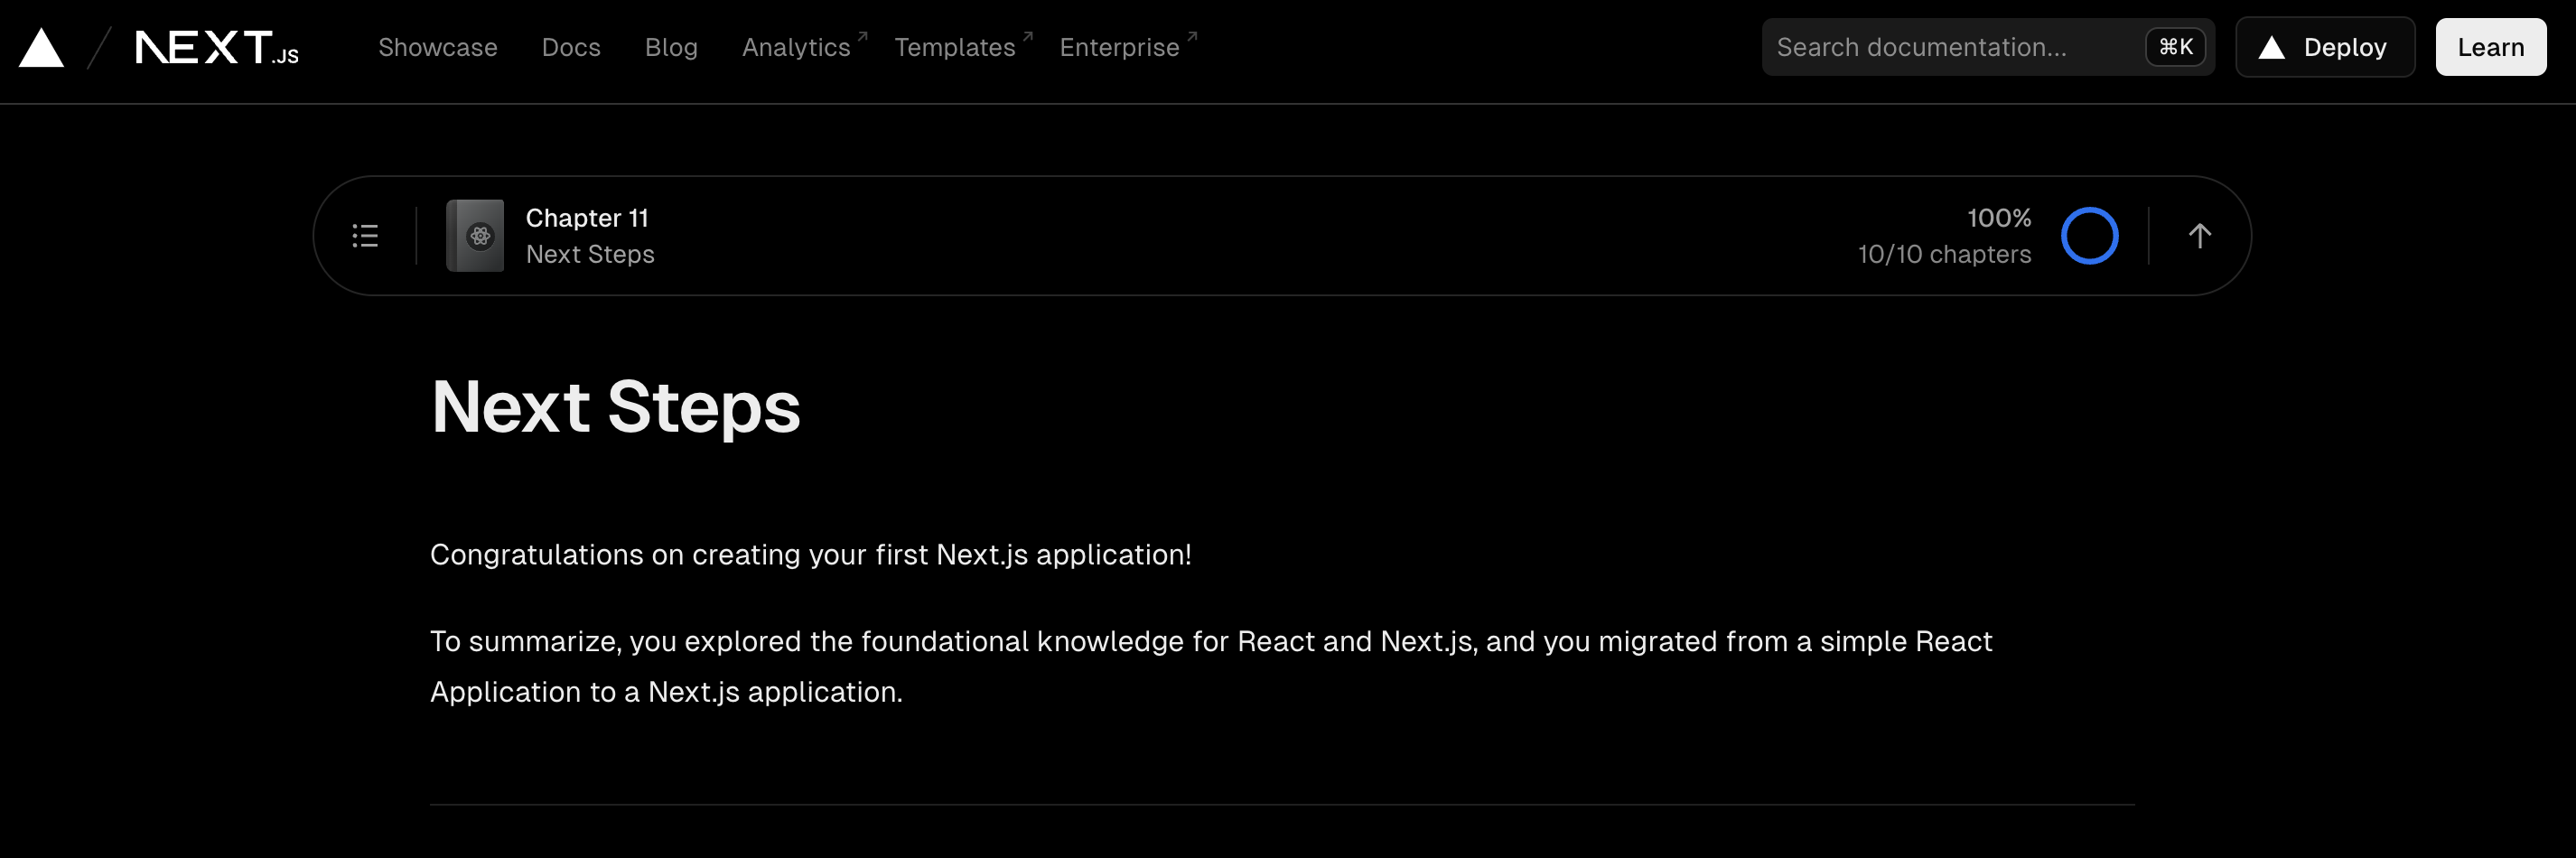 NEXT.JS
Showcase Docs Blog Analytics Templates Enterprise
Search documentation... ⌘K
Deploy
Learn
Chapter 11
Next Steps
100%
10/10 chapters
Next Steps
Congratulations on creating your first Next.js application!
To summarize, you explored the foundational knowledge for React and Next.js, and you migrated from a simple React
Application to a Next.js application.